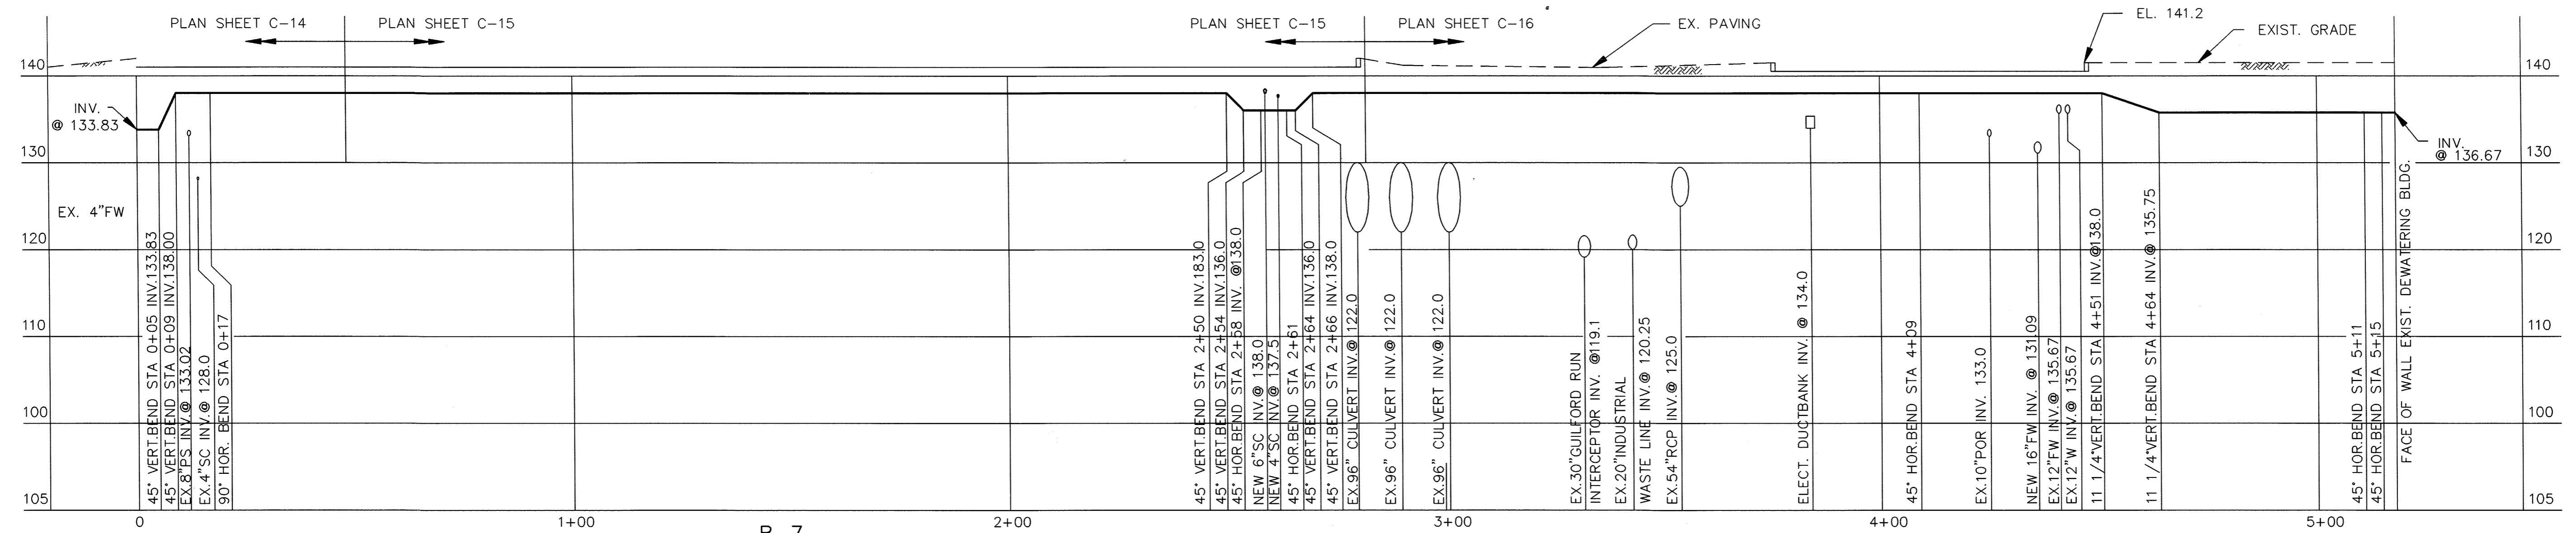 PLAN SHEET C-14
PLAN SHEET C-15
PLAN SHEET C-15
PLAN SHEET C-16
EX. PAVING
EL. 141.2
EXIST. GRADE
140
140
INV.
@ 133.83
130
130
INV.
@ 136.67
EX. 4"FW
120
120
110
110
100
100
105
105
45° VERT.BEND STA 0+05 INV.133.83
45° VERT.BEND STA 0+09 INV.138.00
EX.8"PS INV.@ 133.02
EX.4"SC INV.@ 128.0
90° HOR. BEND STA 0+17
45° VERT.BEND STA 2+50 INV.183.0
45° VERT.BEND STA 2+54 INV.136.0
45° HOR.BEND STA 2+58 INV. @138.0
NEW 6"SC INV.@ 138.0
NEW 4"SC INV.@ 137.5
45° HOR.BEND STA 2+61
45° VERT.BEND STA 2+64 INV.136.0
45° VERT.BEND STA 2+66 INV.138.0
EX.96" CULVERT INV.@ 122.0
EX.96" CULVERT INV.@ 122.0
EX.96" CULVERT INV.@ 122.0
EX.30"GUILFORD RUN
INTERCEPTOR INV. @119.1
EX.20"INDUSTRIAL
WASTE LINE INV.@ 120.25
EX.54"RCP INV.@ 125.0
ELECT. DUCTBANK INV. @ 134.0
45° HOR.BEND STA 4+09
EX.10"POR INV. 133.0
NEW 16"FW INV. @ 131.09
EX.12"FW INV.@ 135.67
EX.12"W INV.@ 135.67
11 1/4°VERT.BEND STA 4+51 INV.@138.0
11 1/4°VERT.BEND STA 4+64 INV.@ 135.75
45° HOR.BEND STA 5+11
45° HOR.BEND STA 5+15
FACE OF WALL EXIST. DEWATERING BLDG.
0
1+00
2+00
3+00
4+00
5+00